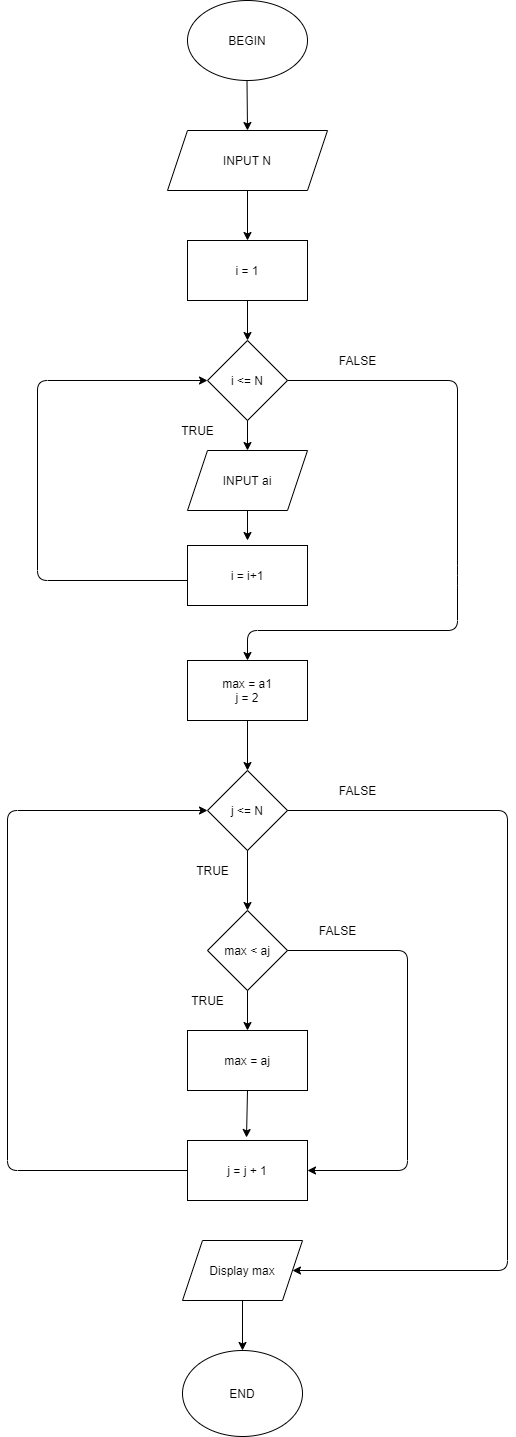 BEGIN
INPUT N
i = 1
i <= N
FALSE
TRUE
INPUT ai
i = i+1
max = a1
j = 2
j <= N
FALSE
TRUE
max < aj
FALSE
TRUE
max = aj
j = j + 1
Display max
END